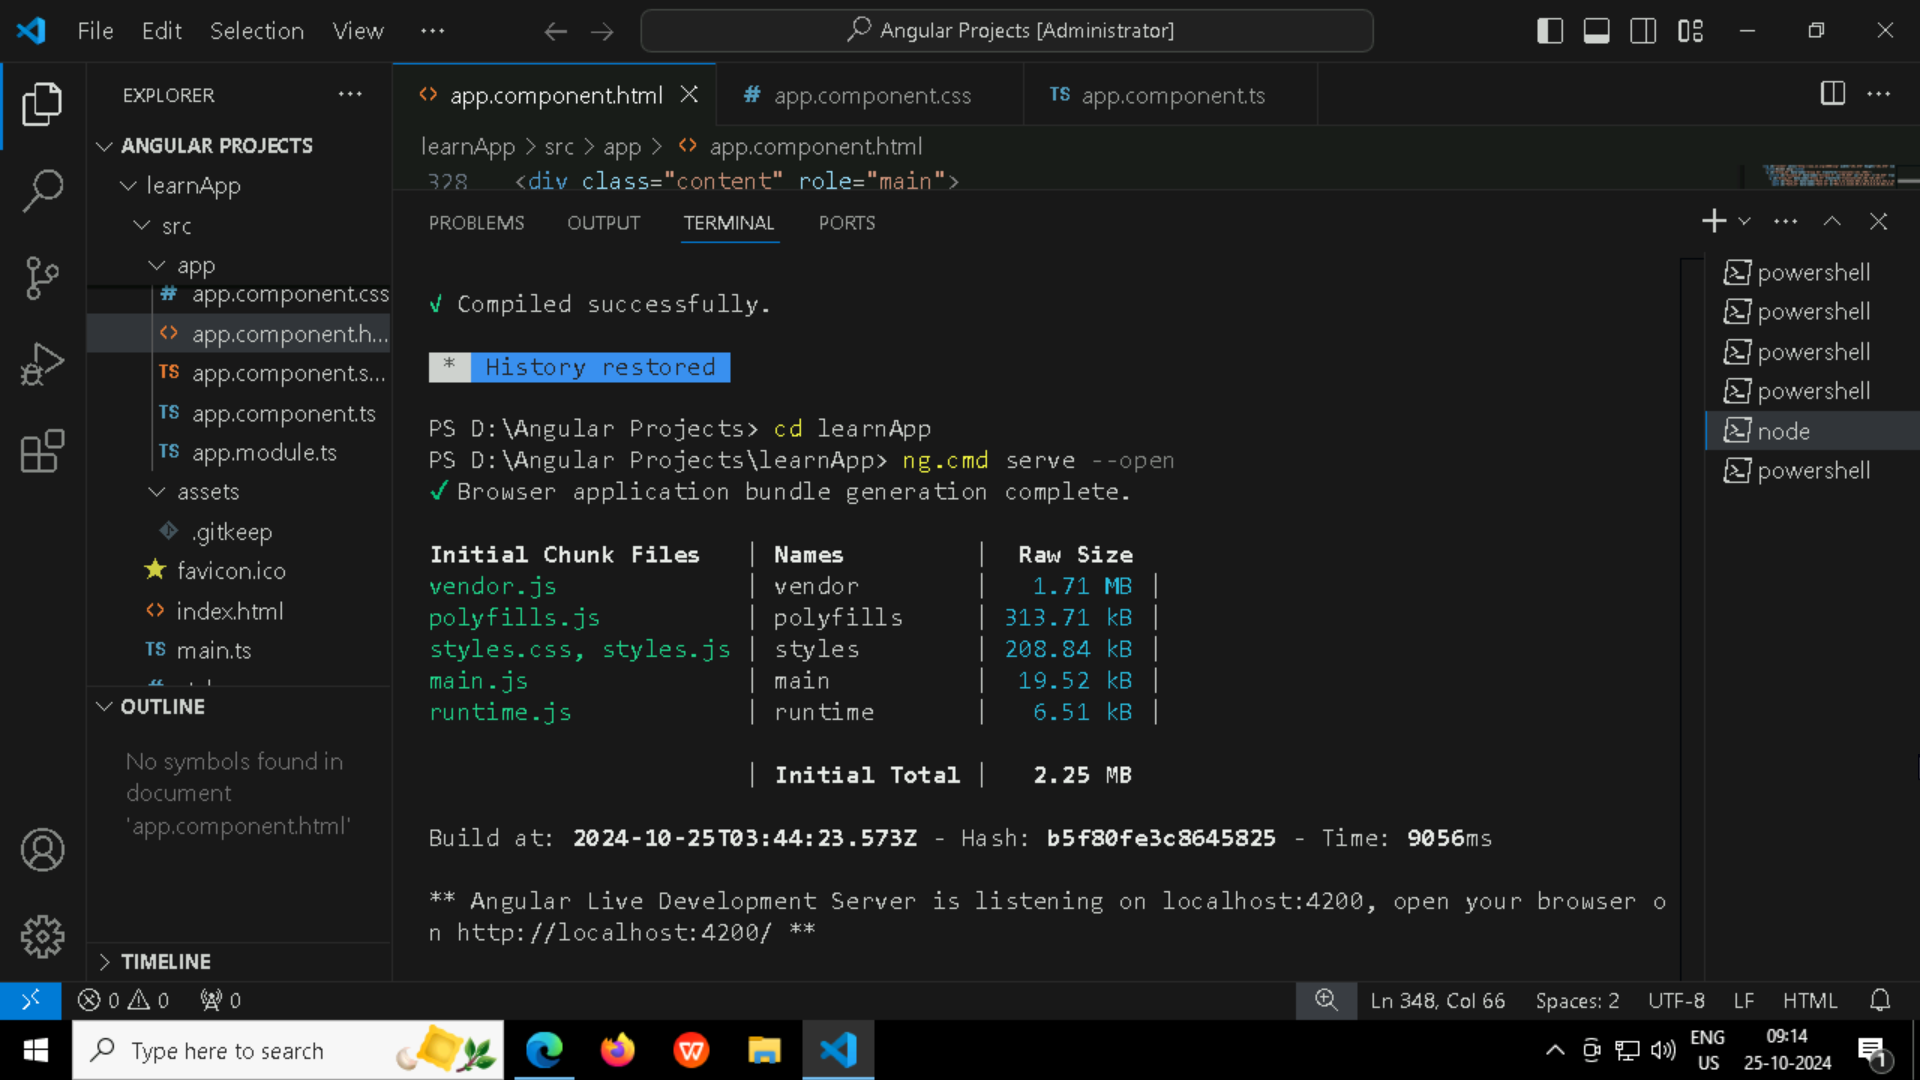 File Edit Selection View ···
Angular Projects [Administrator]
EXPLORER ···
ANGULAR PROJECTS
learnApp
src
app
app.component.css
app.component.h...
TS app.component.s...
TS app.component.ts
TS app.module.ts
assets
.gitkeep
favicon.ico
index.html
TS main.ts
OUTLINE
No symbols found in
document
'app.component.html'
TIMELINE
app.component.html
# app.component.css
TS app.component.ts
learnApp > src > app > <> app.component.html
328 <div class="content" role="main">
PROBLEMS OUTPUT TERMINAL PORTS
√ Compiled successfully.
* History restored
PS D:\Angular Projects> cd learnApp
PS D:\Angular Projects\learnApp> ng.cmd serve --open
✓ Browser application bundle generation complete.
Initial Chunk Files | Names | Raw Size
vendor.js | vendor | 1.71 MB |
polyfills.js | polyfills | 313.71 kB |
styles.css, styles.js | styles | 208.84 kB |
main.js | main | 19.52 kB |
runtime.js | runtime | 6.51 kB |
| Initial Total | 2.25 MB
Build at: 2024-10-25T03:44:23.573Z - Hash: b5f80fe3c8645825 - Time: 9056ms
** Angular Live Development Server is listening on localhost:4200, open your browser o
n http://localhost:4200/ **
powershell
powershell
powershell
powershell
node
powershell
0 0 0
Ln 348, Col 66 Spaces: 2 UTF-8 LF HTML
Type here to search
ENG
US
09:14
25-10-2024
1